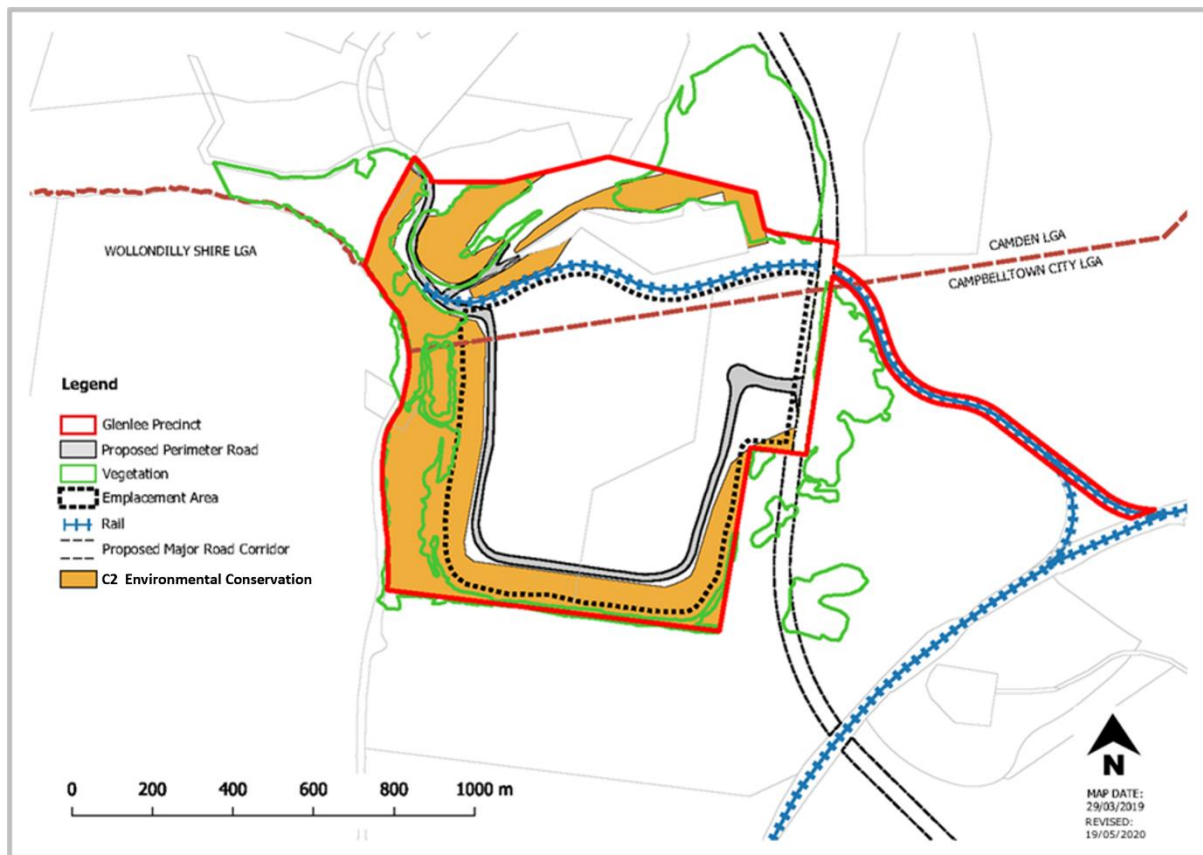 WOLLONDILLY SHIRE LGA
CAMDEN LGA
CAMPBELLTOWN CITY LGA
Legend
Glenlee Precinct
Proposed Perimeter Road
Vegetation
Emplacement Area
Rail
Proposed Major Road Corridor
C2 Environmental Conservation
0 200 400 600 800 1000 m
N
MAP DATE:
29/03/2019
REVISED:
19/05/2020